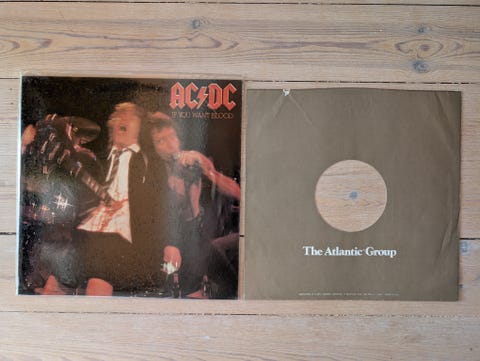 AC⚡DC
IF YOU WANT BLOOD
The Atlantic Group